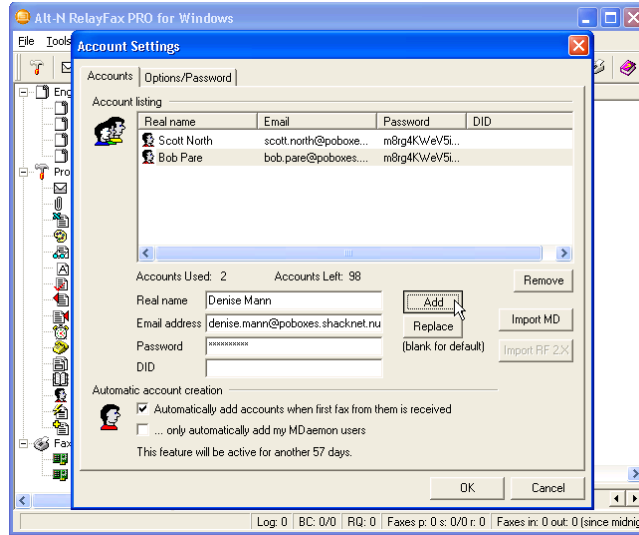 Alt-N RelayFax PRO for Windows
File Tools
Account Settings
Accounts Options/Password
Account listing
Real name Email Password DID
Scott North scott.north@poboxe... m8rg4KWeV5i...
Bob Pare bob.pare@poboxes.... m8rg4KWeV5i...
Accounts Used: 2 Accounts Left: 98
Remove
Real name Denise Mann Add
Email address denise.mann@poboxes.shacknet.nu Replace Import MD
Password ********** (blank for default) Import RF 2.X
DID
Automatic account creation
Automatically add accounts when first fax from them is received
... only automatically add my MDaemon users
This feature will be active for another 57 days.
OK Cancel
Eng
Pro
Fax
Log: 0 BC: 0/0 RQ: 0 Faxes p: 0 s: 0/0 r: 0 Faxes in: 0 out: 0 (since midnig